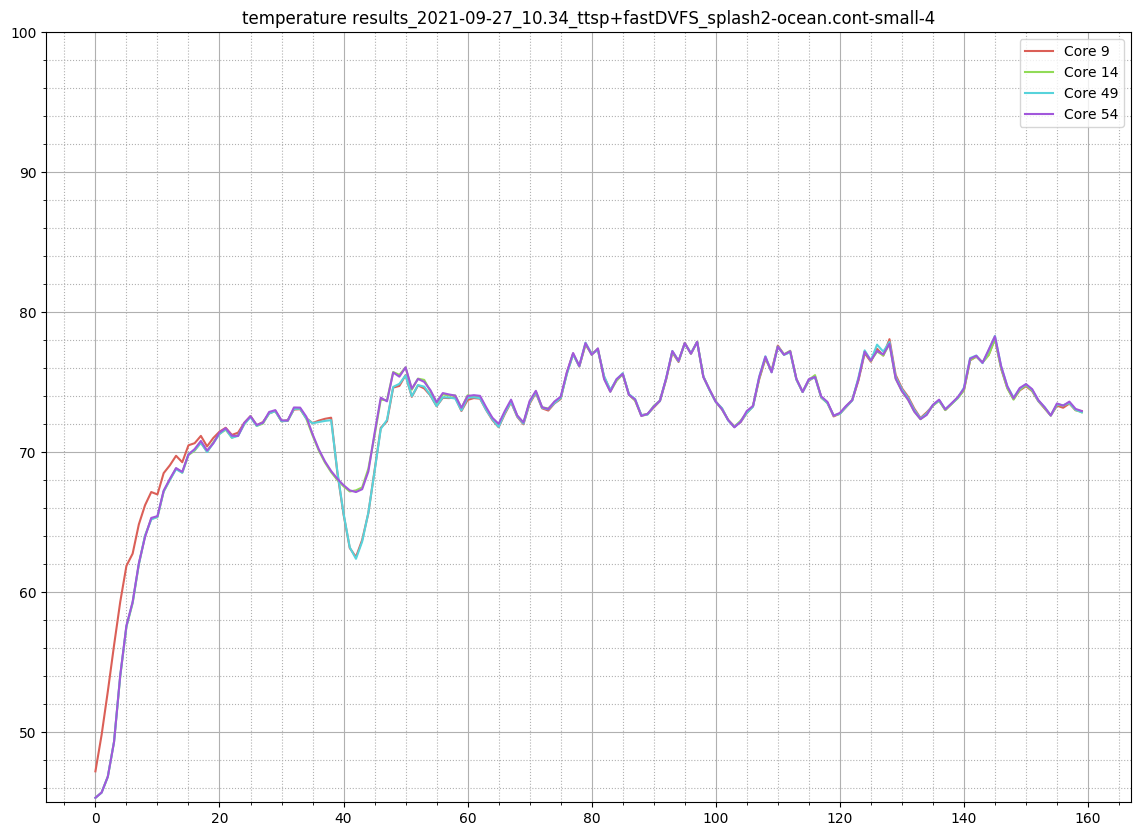 temperature results_2021-09-27_10.34_ttsp+fastDVFS_splash2-ocean.cont-small-4
Core 9
Core 14
Core 49
Core 54
100
90
80
70
60
50
0 20 40 60 80 100 120 140 160